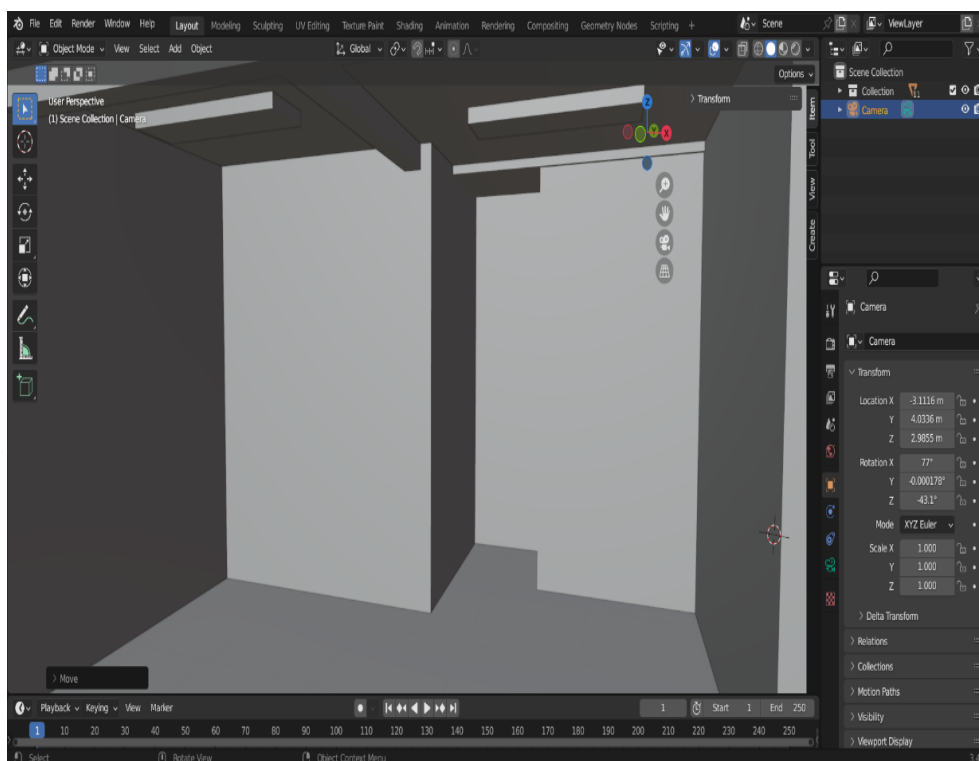 File Edit Render Window Help Layout Modeling Sculpting UV Editing Texture Paint Shading Animation Rendering Compositing Geometry Nodes Scripting + Scene ViewLayer
Object Mode View Select Add Object Global
Options
User Perspective
(1) Scene Collection | Camera
Transform
Z
Y
X
Item
Tool
View
Create
Move
Scene Collection
Collection 11
Camera
Camera
Camera
Transform
Location X -3.1116 m
Y 4.0336 m
Z 2.9855 m
Rotation X 77°
Y -0.000178°
Z -43.1°
Mode XYZ Euler
Scale X 1.000
Y 1.000
Z 1.000
Delta Transform
Relations
Collections
Motion Paths
Visibility
Viewport Display
Playback Keying View Marker 1 Start 1 End 250
1 10 20 30 40 50 60 70 80 90 100 110 120 130 140 150 160 170 180 190 200 210 220 230 240 250
Select Rotate View Object Context Menu